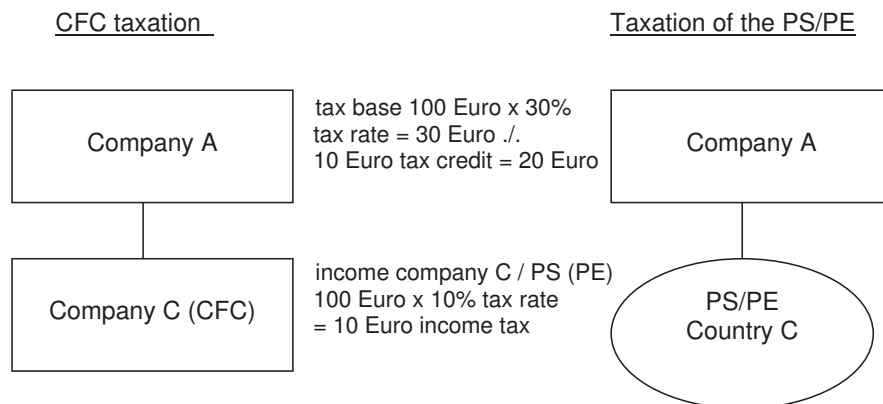 CFC taxation
Taxation of the PS/PE
Company A
tax base 100 Euro x 30%
tax rate = 30 Euro ./.
10 Euro tax credit = 20 Euro
Company A
Company C (CFC)
income company C / PS (PE)
100 Euro x 10% tax rate
= 10 Euro income tax
PS/PE
Country C